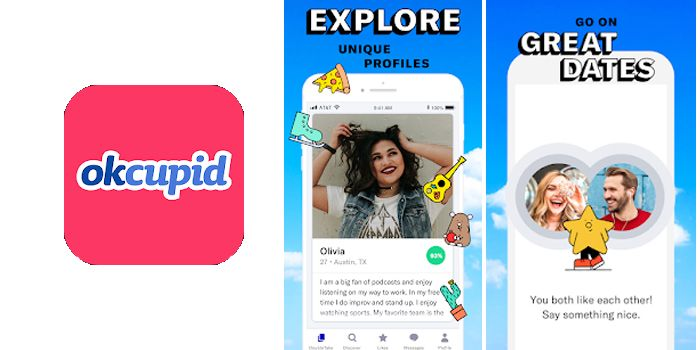 okcupid
EXPLORE
UNIQUE
PROFILES
AT&T
9:41 AM
100%
Olivia
27 • Austin, TX
93%
I am a big fan of podcasts and enjoy
listening on my way to work. In my free
time I do improv and stand up. I enjoy
watching sports. My favorite team is the
DoubleTake
Discover
Likes
Messages
Profile
GO ON
GREAT
DATES
You both like each other!
Say something nice.